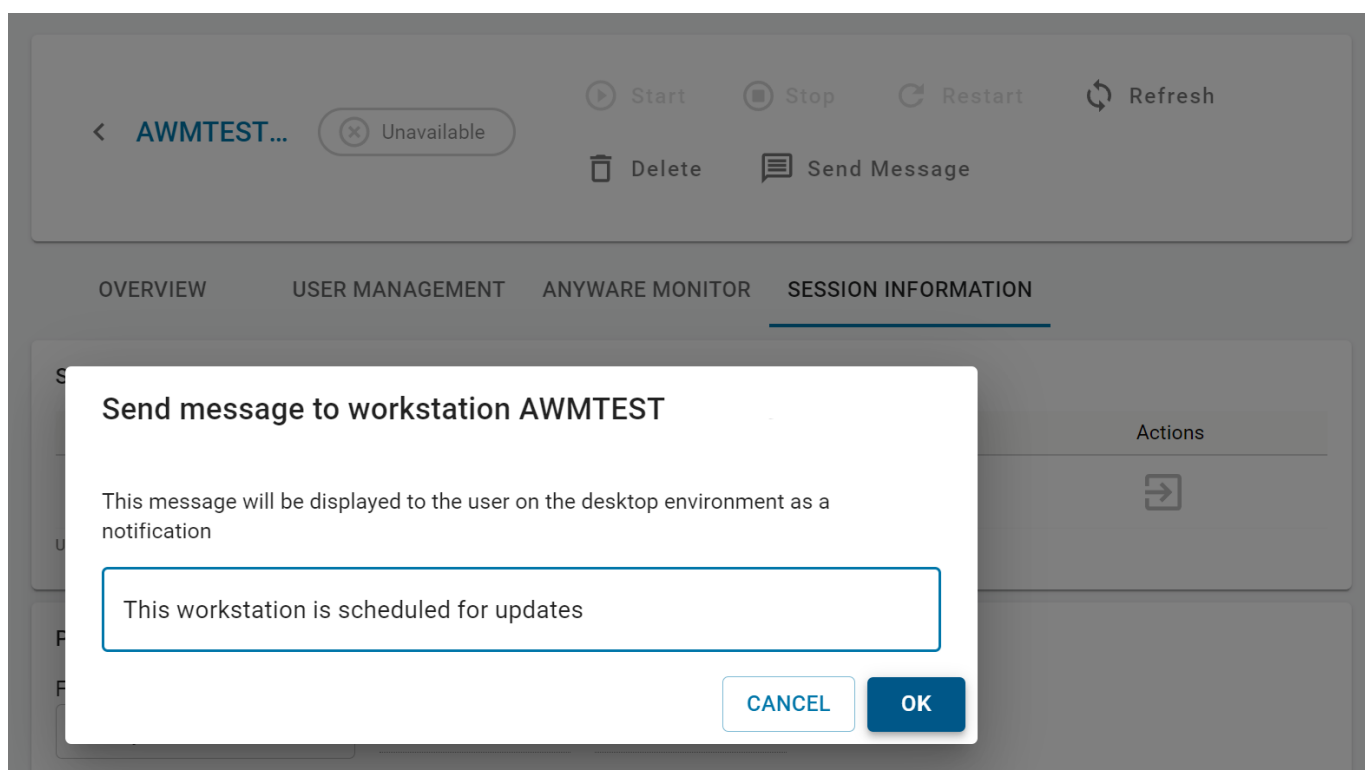 AWMTEST...
Unavailable
Start
Stop
Restart
Refresh
Delete
Send Message
OVERVIEW
USER MANAGEMENT
ANYWARE MONITOR
SESSION INFORMATION
Send message to workstation AWMTEST
This message will be displayed to the user on the desktop environment as a
notification
This workstation is scheduled for updates
CANCEL
OK
Actions